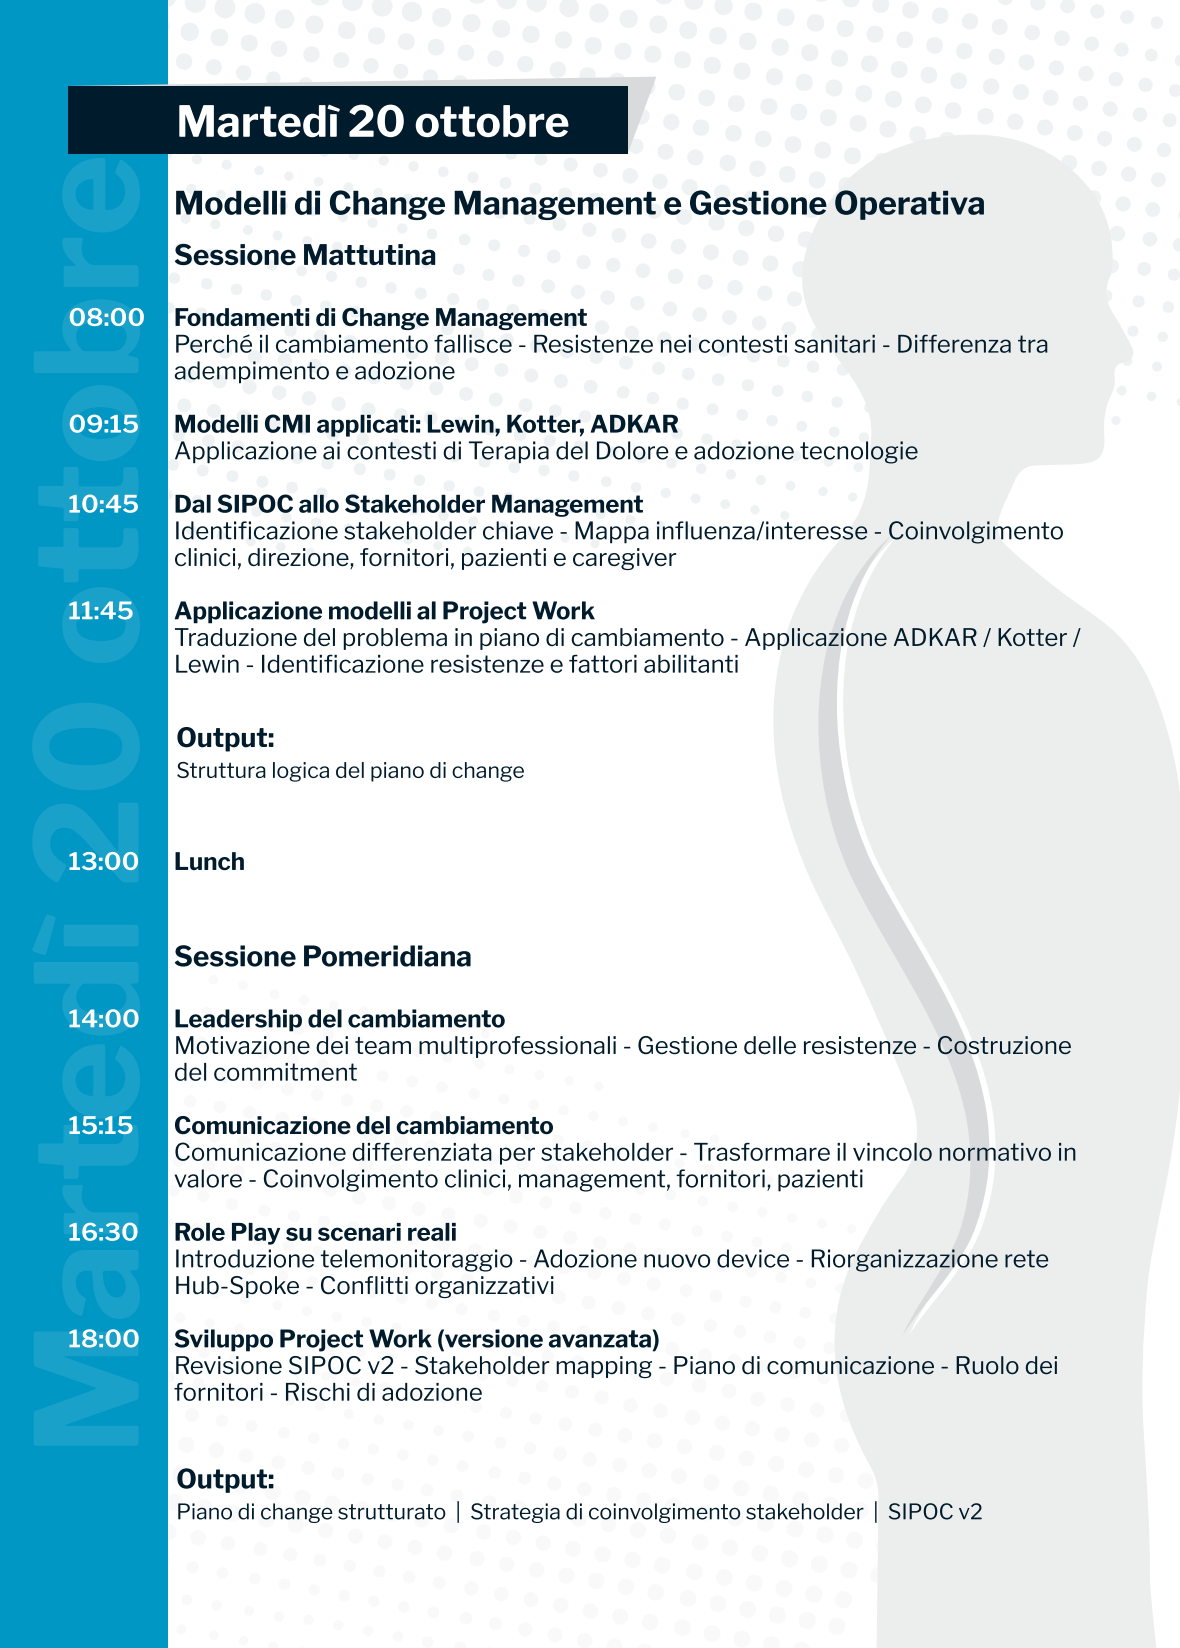 Martedì 20 ottobre
Martedì 20 ottobre
Modelli di Change Management e Gestione Operativa
Sessione Mattutina
08:00 Fondamenti di Change Management
Perché il cambiamento fallisce - Resistenze nei contesti sanitari - Differenza tra
adempimento e adozione
09:15 Modelli CMI applicati: Lewin, Kotter, ADKAR
Applicazione ai contesti di Terapia del Dolore e adozione tecnologie
10:45 Dal SIPOC allo Stakeholder Management
Identificazione stakeholder chiave - Mappa influenza/interesse - Coinvolgimento
clinici, direzione, fornitori, pazienti e caregiver
11:45 Applicazione modelli al Project Work
Traduzione del problema in piano di cambiamento - Applicazione ADKAR / Kotter /
Lewin - Identificazione resistenze e fattori abilitanti
Output:
Struttura logica del piano di change
13:00 Lunch
Sessione Pomeridiana
14:00 Leadership del cambiamento
Motivazione dei team multiprofessionali - Gestione delle resistenze - Costruzione
del commitment
15:15 Comunicazione del cambiamento
Comunicazione differenziata per stakeholder - Trasformare il vincolo normativo in
valore - Coinvolgimento clinici, management, fornitori, pazienti
16:30 Role Play su scenari reali
Introduzione telemonitoraggio - Adozione nuovo device - Riorganizzazione rete
Hub-Spoke - Conflitti organizzativi
18:00 Sviluppo Project Work (versione avanzata)
Revisione SIPOC v2 - Stakeholder mapping - Piano di comunicazione - Ruolo dei
fornitori - Rischi di adozione
Output:
Piano di change strutturato | Strategia di coinvolgimento stakeholder | SIPOC v2